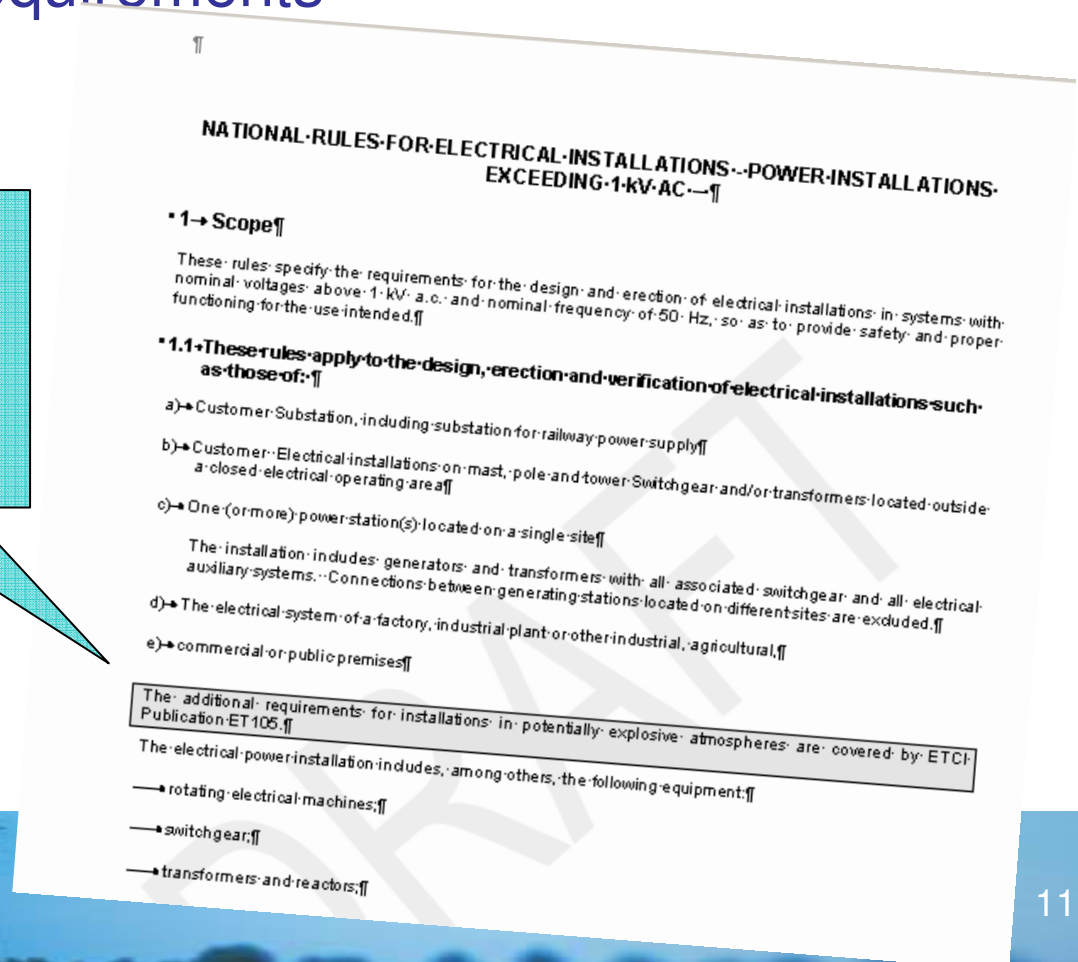 ¶
NATIONAL·RULES·FOR·ELECTRICAL·INSTALLATIONS·-·POWER·INSTALLATIONS·
EXCEEDING·1·kV·AC·–·¶
▪1→Scope¶
These· rules· specify· the· requirements· for· the· design· and· erection· of· electrical· installations· in· systems· with·
nominal· voltages· above· 1· kV· a.c.· and· nominal· frequency· of· 50· Hz,· so· as· to· provide· safety· and· proper·
functioning·for·the·use·intended.¶
▪1.1→These·rules·apply·to·the·design,·erection·and·verification·of·electrical·installations·such·
as·those·of:·¶
a)→Customer·Substation,·including·substation·for·railway·power·supply¶
b)→Customer··Electrical·installations·on·mast,·pole·and·tower·Switchgear·and/or·transformers·located·outside·
a·closed·electrical·operating·area¶
c)→One·(or·more)·power·station(s)·located·on·a·single·site¶
The· installation· includes· generators· and· transformers· with· all· associated· switchgear· and· all· electrical·
auxiliary·systems.··Connections·between·generating·stations·located·on·different·sites·are·excluded.¶
d)→The·electrical·system·of·a·factory,·industrial·plant·or·other·industrial,·agricultural,¶
e)→commercial·or·public·premises¶
The· additional· requirements· for· installations· in· potentially· explosive· atmospheres· are· covered· by· ETCI·
Publication·ET105.¶
The·electrical·power·installation·includes,·among·others,·the·following·equipment:¶
—→rotating·electrical·machines;¶
—→switchgear;¶
—→transformers·and·reactors;¶
DRAFT
11